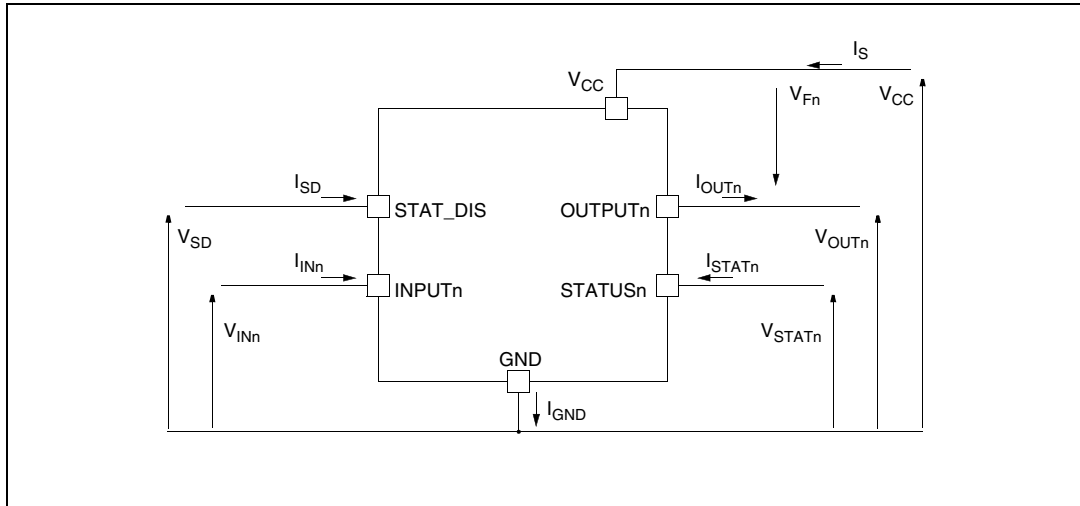 I_S
V_CC
V_Fn
V_CC
I_SD
I_OUTn
STAT_DIS
OUTPUTn
V_SD
V_OUTn
I_INn
I_STATn
INPUTn
STATUSn
V_INn
V_STATn
GND
I_GND